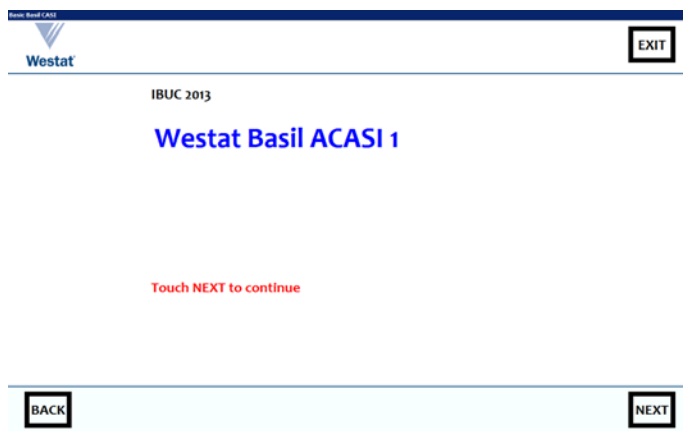 Basic Basil CASI
Westat
EXIT
IBUC 2013
Westat Basil ACASI 1
Touch NEXT to continue
BACK
NEXT